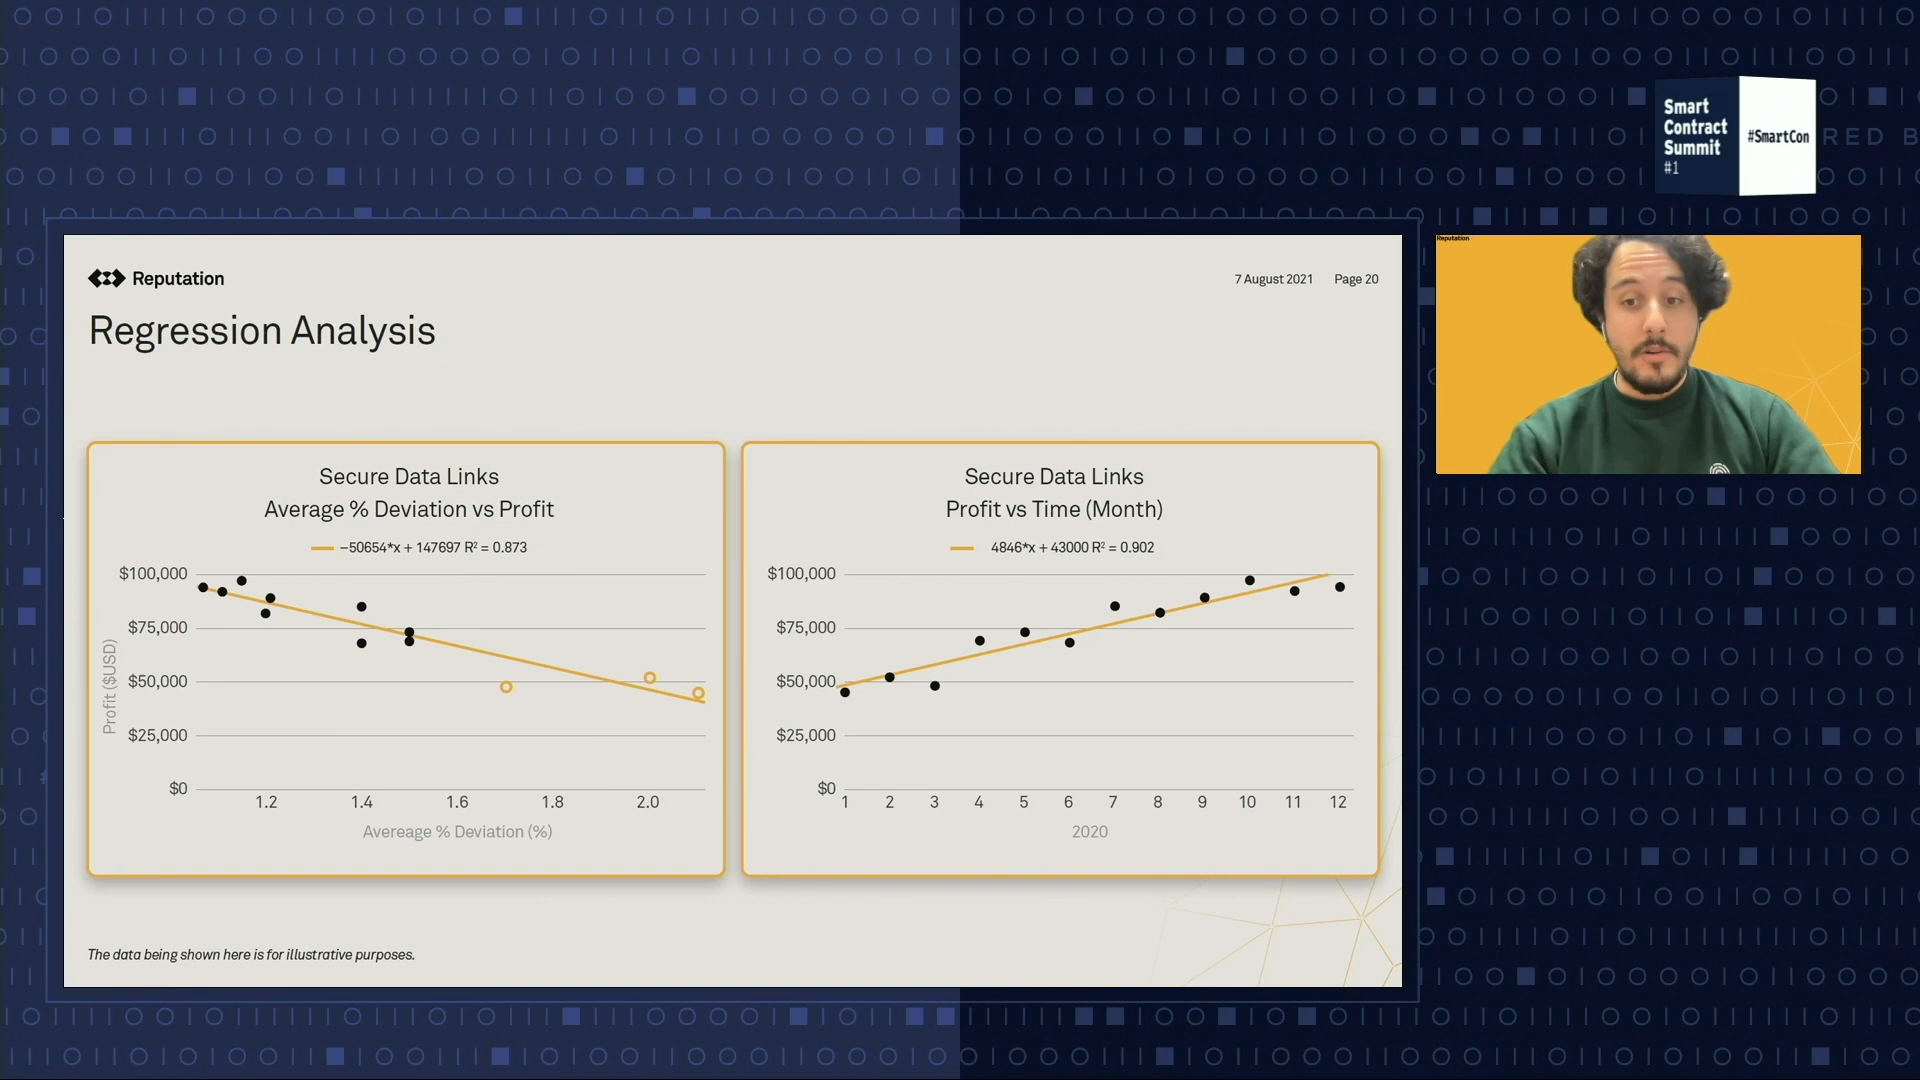 Smart
Contract
Summit
#1
#SmartCon
RED B
Reputation
7 August 2021 Page 20
Reputation
Regression Analysis
Secure Data Links
Average % Deviation vs Profit
−50654*x + 147697 R² = 0.873
$100,000
$75,000
$50,000
$25,000
$0
Profit ($USD)
1.2 1.4 1.6 1.8 2.0
Avereage % Deviation (%)
Secure Data Links
Profit vs Time (Month)
4846*x + 43000 R² = 0.902
$100,000
$75,000
$50,000
$25,000
$0
1 2 3 4 5 6 7 8 9 10 11 12
2020
The data being shown here is for illustrative purposes.